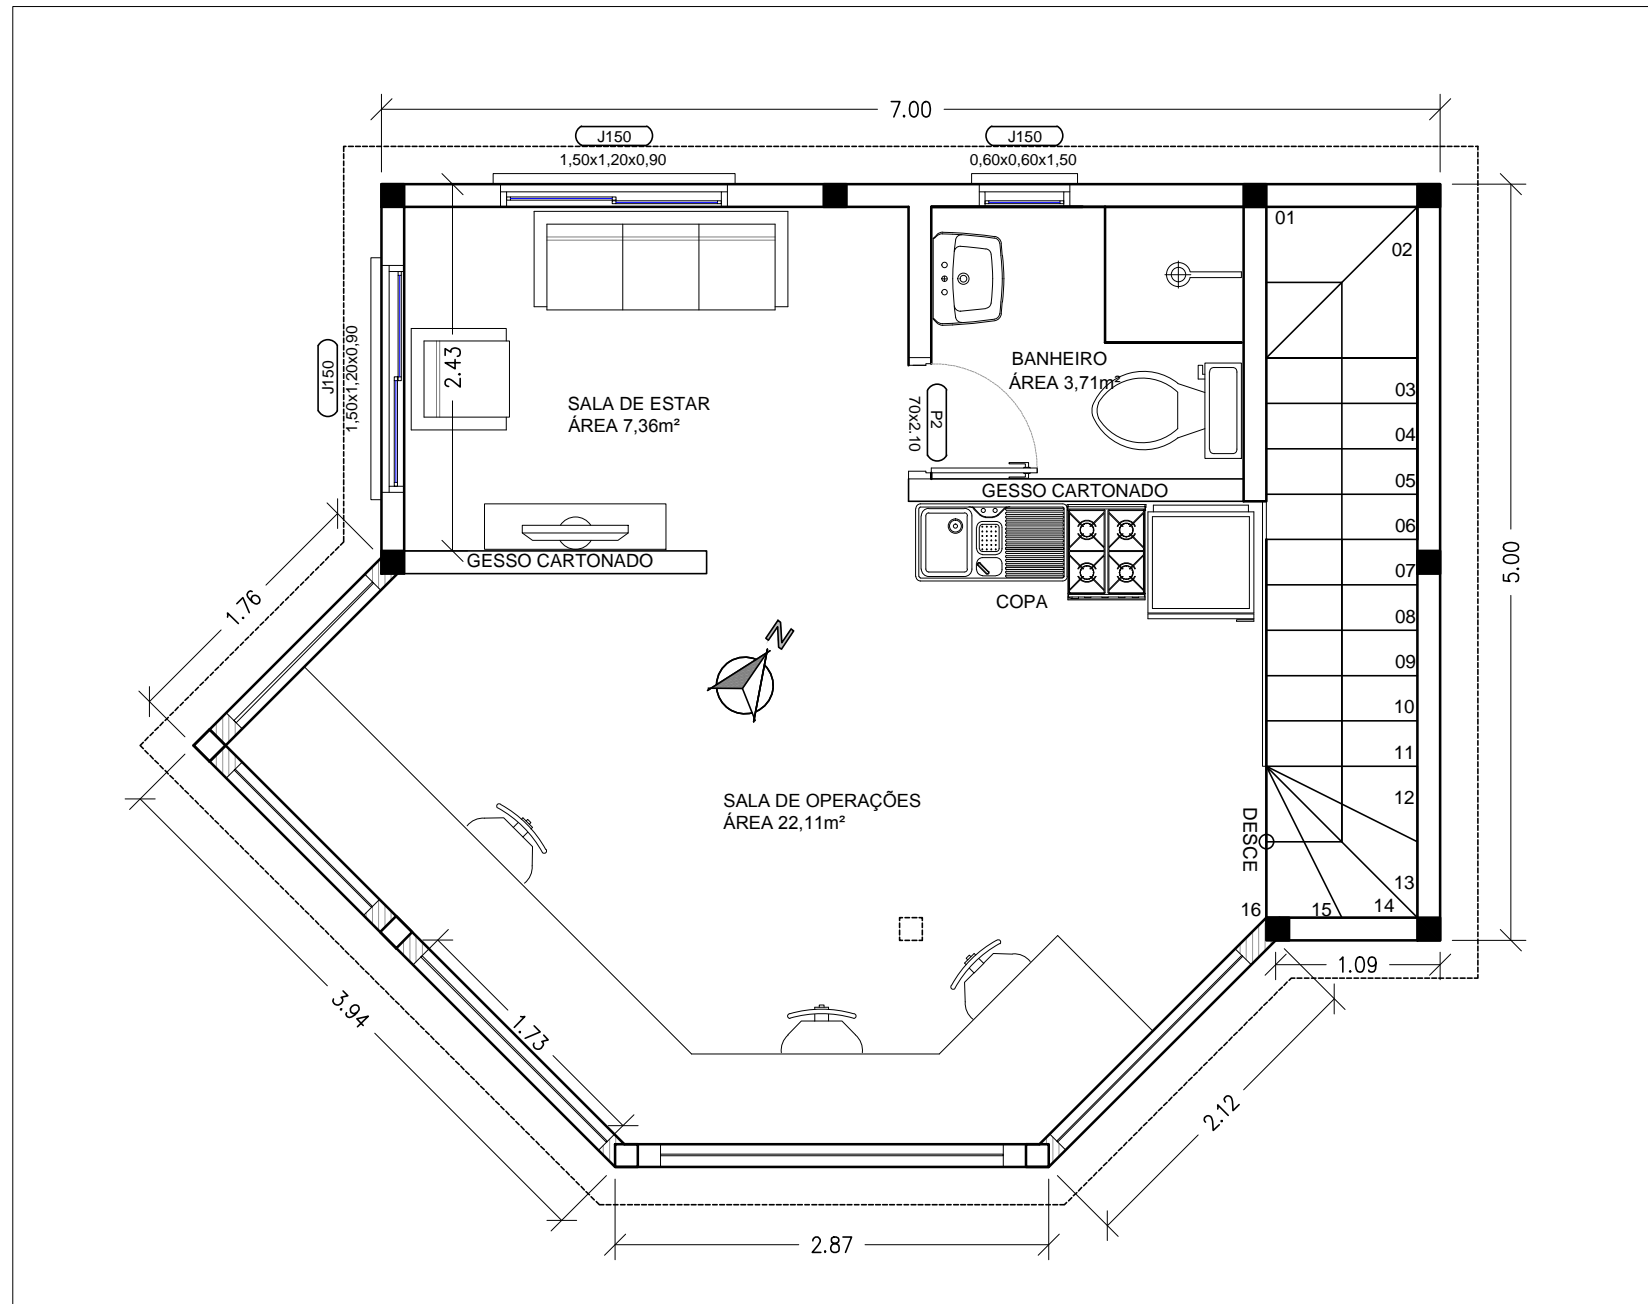 7.00
J150
1,50x1,20x0,90
J150
0,60x0,60x1,50
01
02
2.43
J150
1,50x1,20x0,90
SALA DE ESTAR
ÁREA 7,36m²
BANHEIRO
ÁREA 3,71m²
P2
70x2.10
03
04
05
06
07
08
09
10
11
12
13
14
15
16
GESSO CARTONADO
GESSO CARTONADO
COPA
5.00
1.76
N
SALA DE OPERAÇÕES
ÁREA 22,11m²
DESCE
1.09
3.94
1.73
2.12
2.87